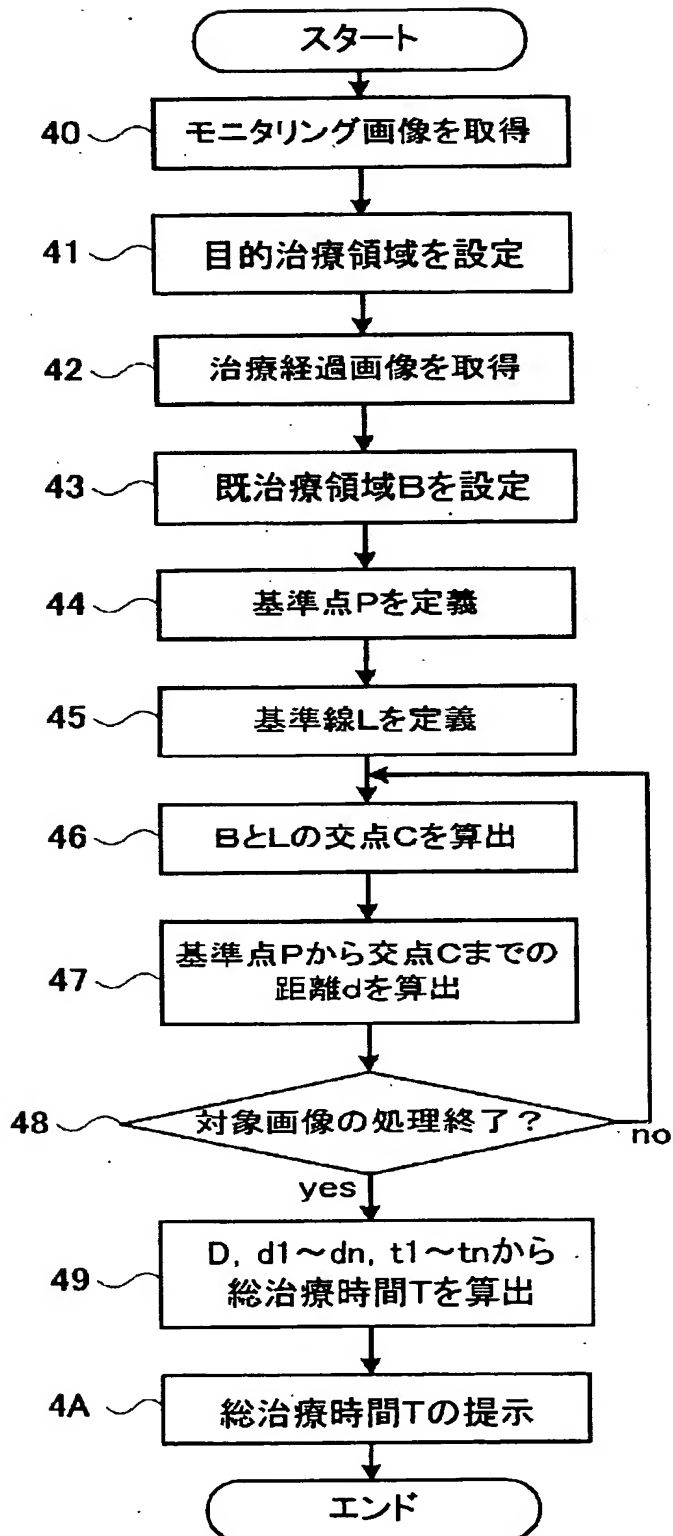 スタート
40 モニタリング画像を取得
41 目的治療領域を設定
42 治療経過画像を取得
43 既治療領域Bを設定
44 基準点Pを定義
45 基準線Lを定義
46 BとLの交点Cを算出
47 基準点Pから交点Cまでの
距離dを算出
48 対象画像の処理終了?
no
yes
49 D, d1~dn, t1~tnから
総治療時間Tを算出
4A 総治療時間Tの提示
エンド